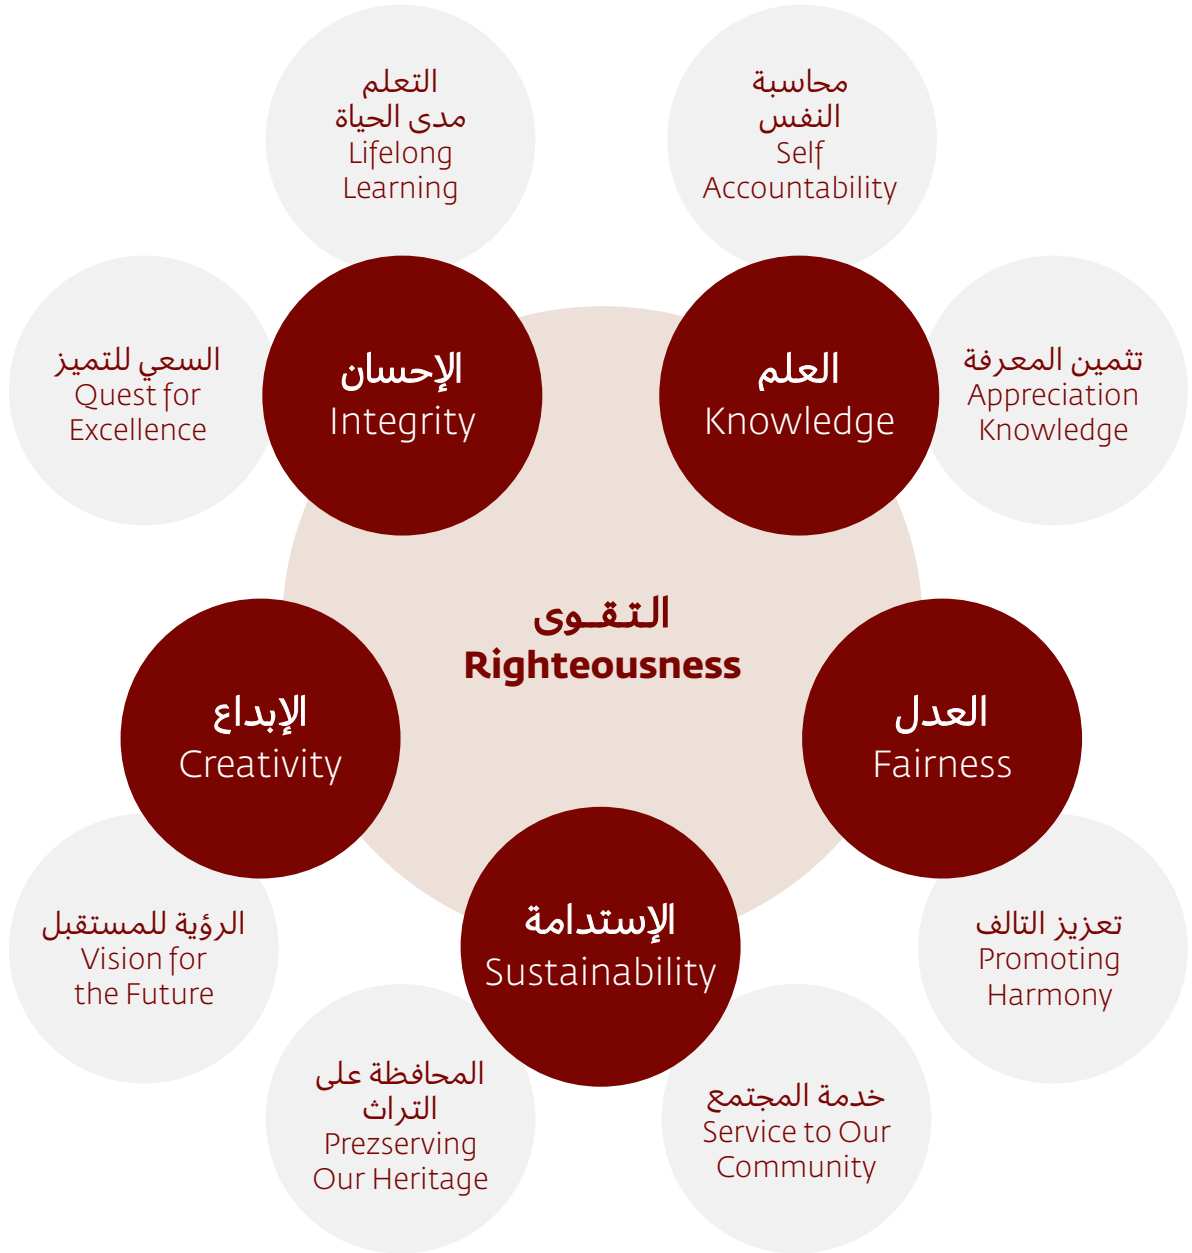 التعلم
مدى الحياة
Lifelong
Learning
محاسبة
النفس
Self
Accountability
السعي للتميز
Quest for
Excellence
الإحسان
Integrity
العلم
Knowledge
تثمين المعرفة
Appreciation
Knowledge
التقوى
Righteousness
الإبداع
Creativity
العدل
Fairness
الرؤية للمستقبل
Vision for
the Future
الإستدامة
Sustainability
تعزيز التالف
Promoting
Harmony
المحافظة على
التراث
Prezserving
Our Heritage
خدمة المجتمع
Service to Our
Community